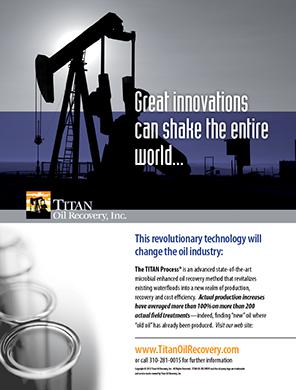 Great innovations
can shake the entire
world...
TITAN
Oil Recovery, Inc.
This revolutionary technology will
change the oil industry:
The TITAN Process® is an advanced state-of-the-art
microbial enhanced oil recovery method that revitalizes
existing waterfloods into a new realm of production,
recovery and cost efficiency. Actual production increases
have averaged more than 100% on more than 200
actual field treatments—indeed, finding "new" oil where
"old oil" has already been produced. Visit our web site:
www.TitanOilRecovery.com
or call 310-281-0015 for further information